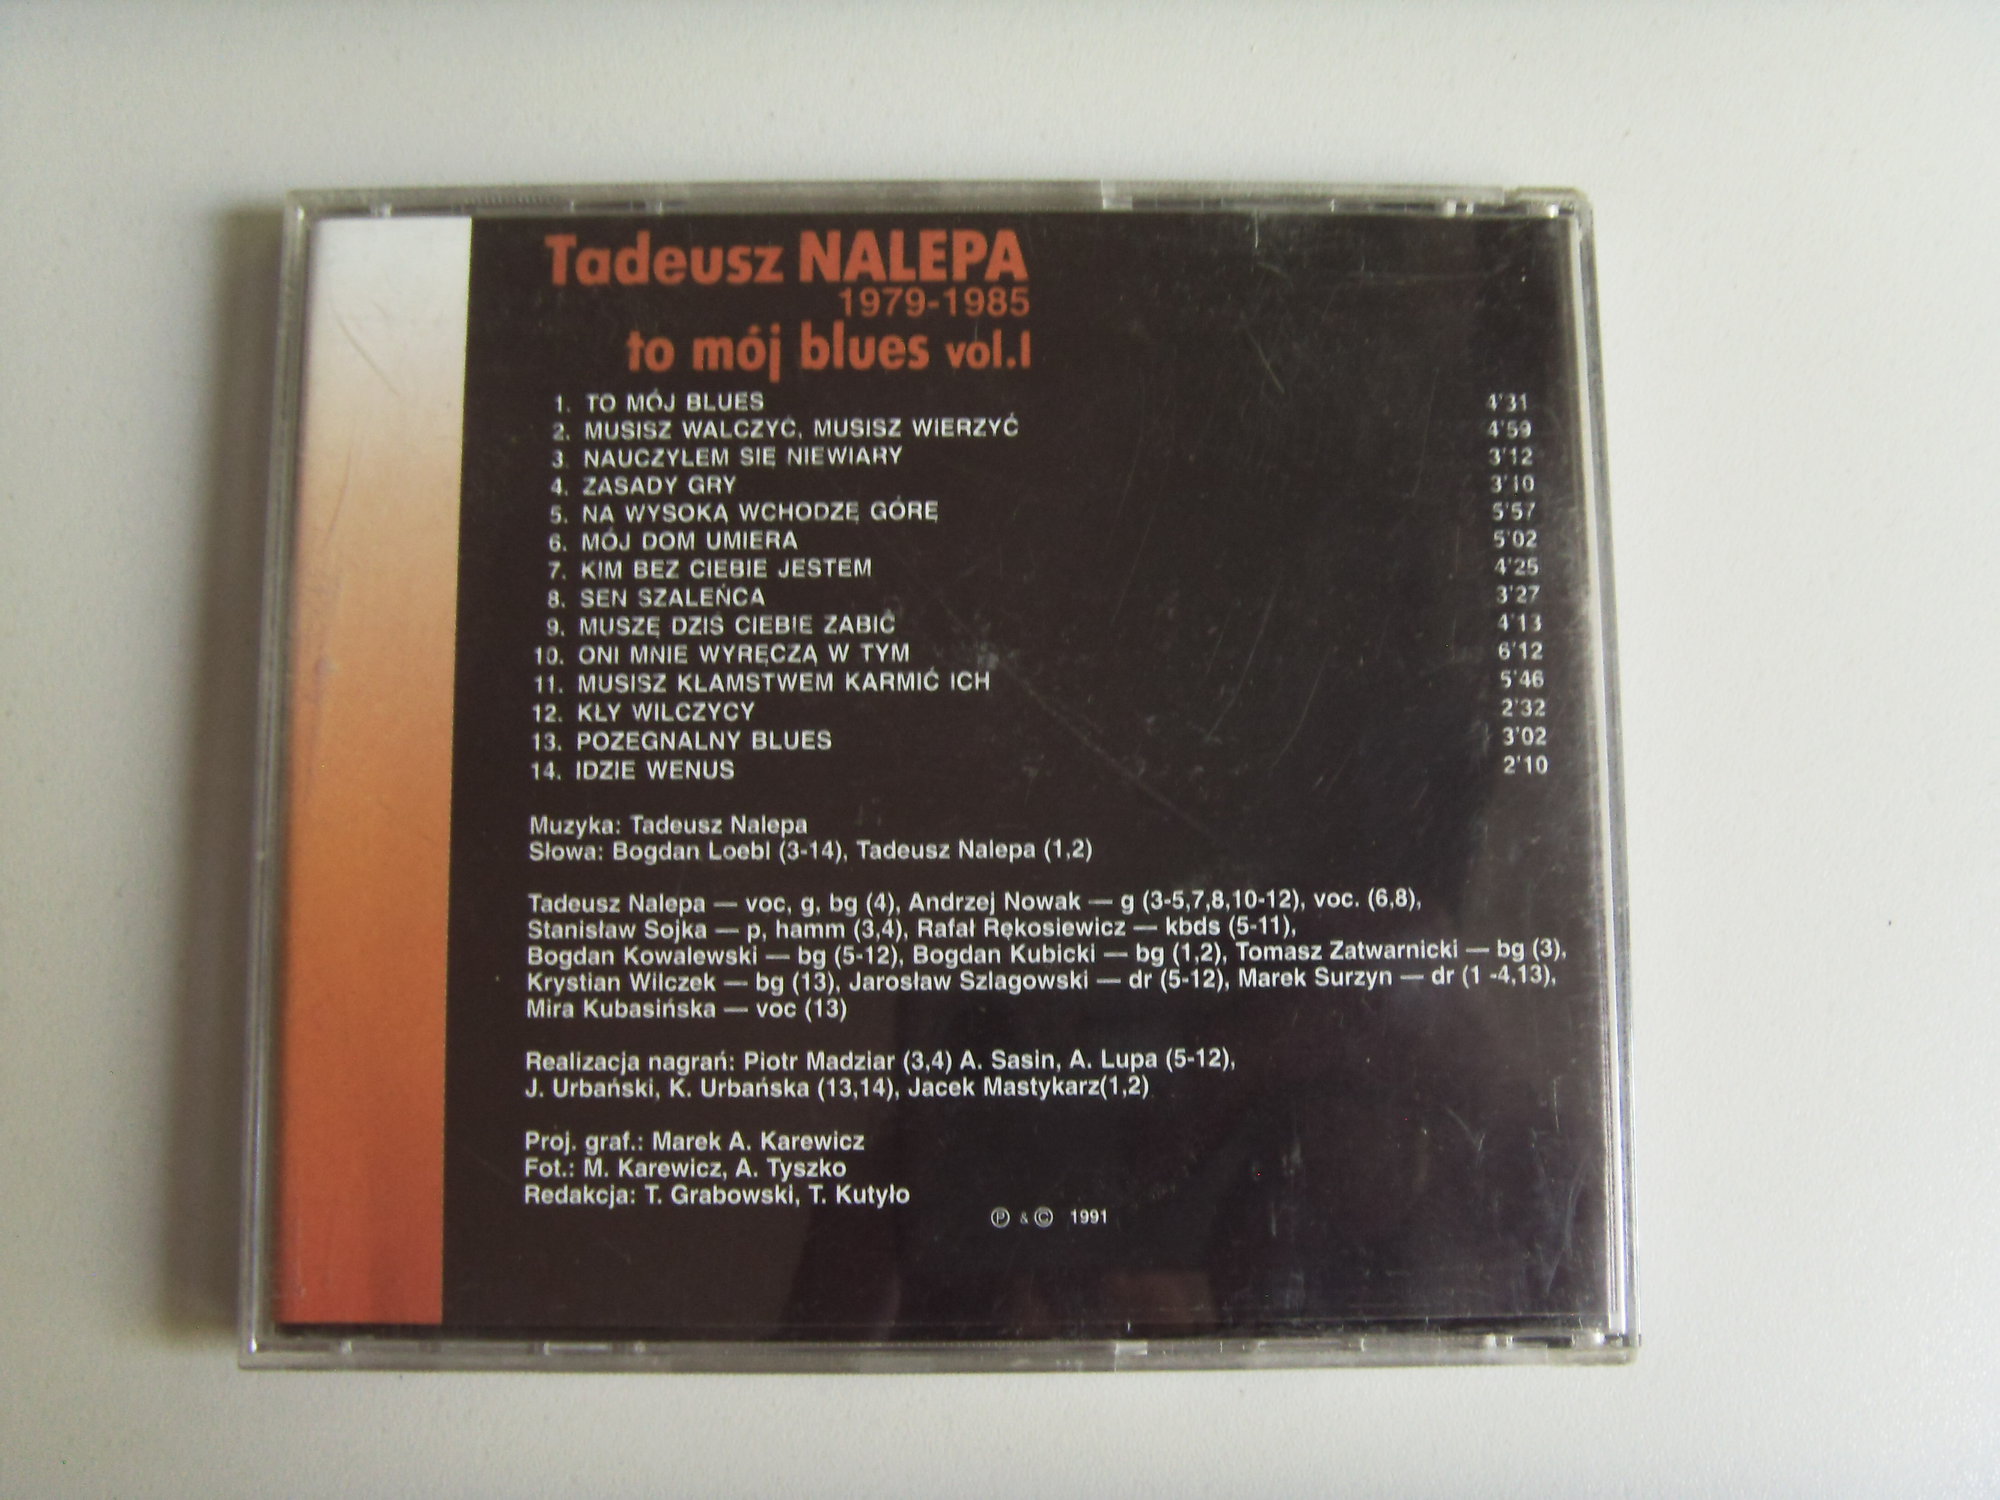 Tadeusz NALEPA
1979-1985
to mój blues vol.I
1. TO MÓJ BLUES 4'31
2. MUSISZ WALCZYĆ, MUSISZ WIERZYĆ 4'59
3. NAUCZYLEM SIĘ NIEWIARY 3'12
4. ZASADY GRY 3'10
5. NA WYSOKĄ WCHODZĘ GÓRĘ 5'57
6. MÓJ DOM UMIERA 5'02
7. KIM BEZ CIEBIE JESTEM 4'25
8. SEN SZALEŃCA 3'27
9. MUSZĘ DZIŚ CIEBIE ZABIĆ 4'13
10. ONI MNIE WYRĘCZĄ W TYM 6'12
11. MUSISZ KLAMSTWEM KARMIĆ ICH 5'46
12. KŁY WILCZYCY 2'32
13. POZEGNALNY BLUES 3'02
14. IDZIE WENUS 2'10
Muzyka: Tadeusz Nalepa
Słowa: Bogdan Loebl (3-14), Tadeusz Nalepa (1,2)
Tadeusz Nalepa — voc, g, bg (4), Andrzej Nowak — g (3-5,7,8,10-12), voc. (6,8),
Stanisław Sojka — p, hamm (3,4), Rafał Rękosiewicz — kbds (5-11),
Bogdan Kowalewski — bg (5-12), Bogdan Kubicki — bg (1,2), Tomasz Zatwarnicki — bg (3),
Krystian Wilczek — bg (13), Jarosław Szlagowski — dr (5-12), Marek Surzyn — dr (1 -4,13),
Mira Kubasińska — voc (13)
Realizacja nagrań: Piotr Madziar (3,4) A. Sasin, A. Lupa (5-12),
J. Urbański, K. Urbańska (13,14), Jacek Mastykarz(1,2)
Proj. graf.: Marek A. Karewicz
Fot.: M. Karewicz, A. Tyszko
Redakcja: T. Grabowski, T. Kutyło
℗ & © 1991